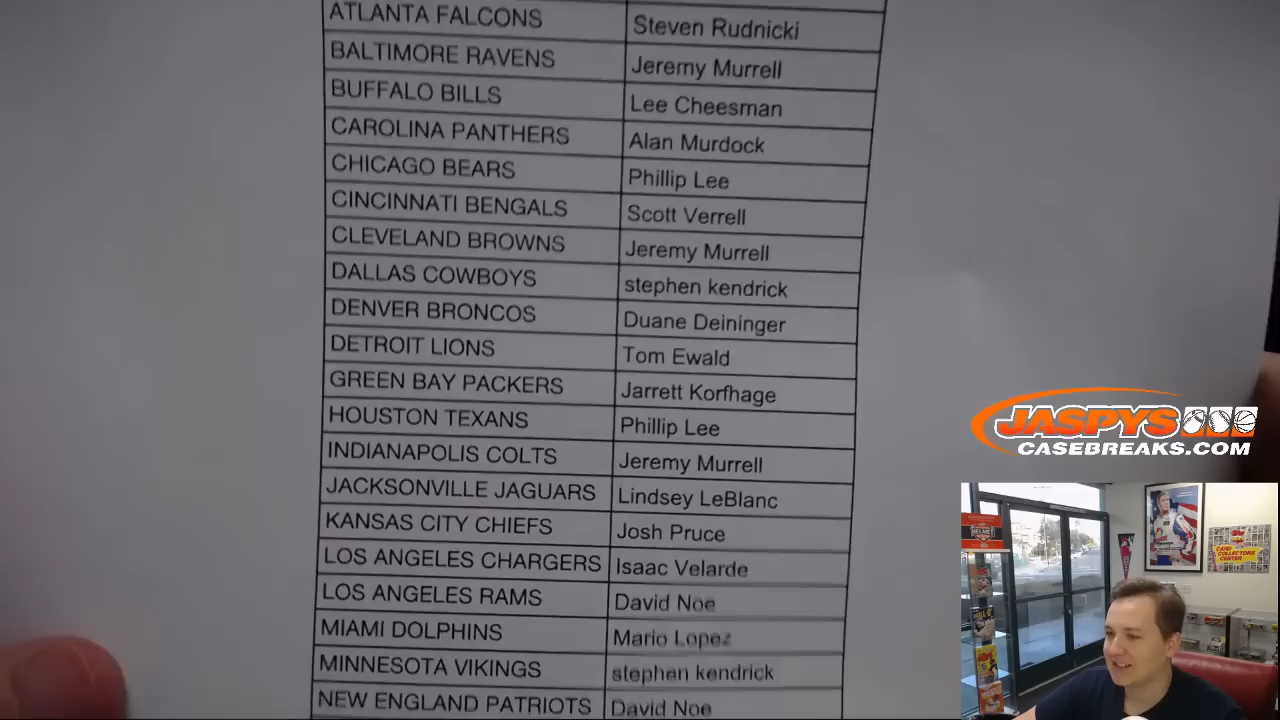 ATLANTA FALCONS Steven Rudnicki
BALTIMORE RAVENS Jeremy Murrell
BUFFALO BILLS Lee Cheesman
CAROLINA PANTHERS Alan Murdock
CHICAGO BEARS Phillip Lee
CINCINNATI BENGALS Scott Verrell
CLEVELAND BROWNS Jeremy Murrell
DALLAS COWBOYS stephen kendrick
DENVER BRONCOS Duane Deininger
DETROIT LIONS Tom Ewald
GREEN BAY PACKERS Jarrett Korfhage
HOUSTON TEXANS Phillip Lee
INDIANAPOLIS COLTS Jeremy Murrell
JACKSONVILLE JAGUARS Lindsey LeBlanc
KANSAS CITY CHIEFS Josh Pruce
LOS ANGELES CHARGERS Isaac Velarde
LOS ANGELES RAMS David Noe
MIAMI DOLPHINS Mario Lopez
MINNESOTA VIKINGS stephen kendrick
NEW ENGLAND PATRIOTS David Noe
JASPYS
CASEBREAKS.COM
HELMET
CARD
COLLECTORS
CENTER